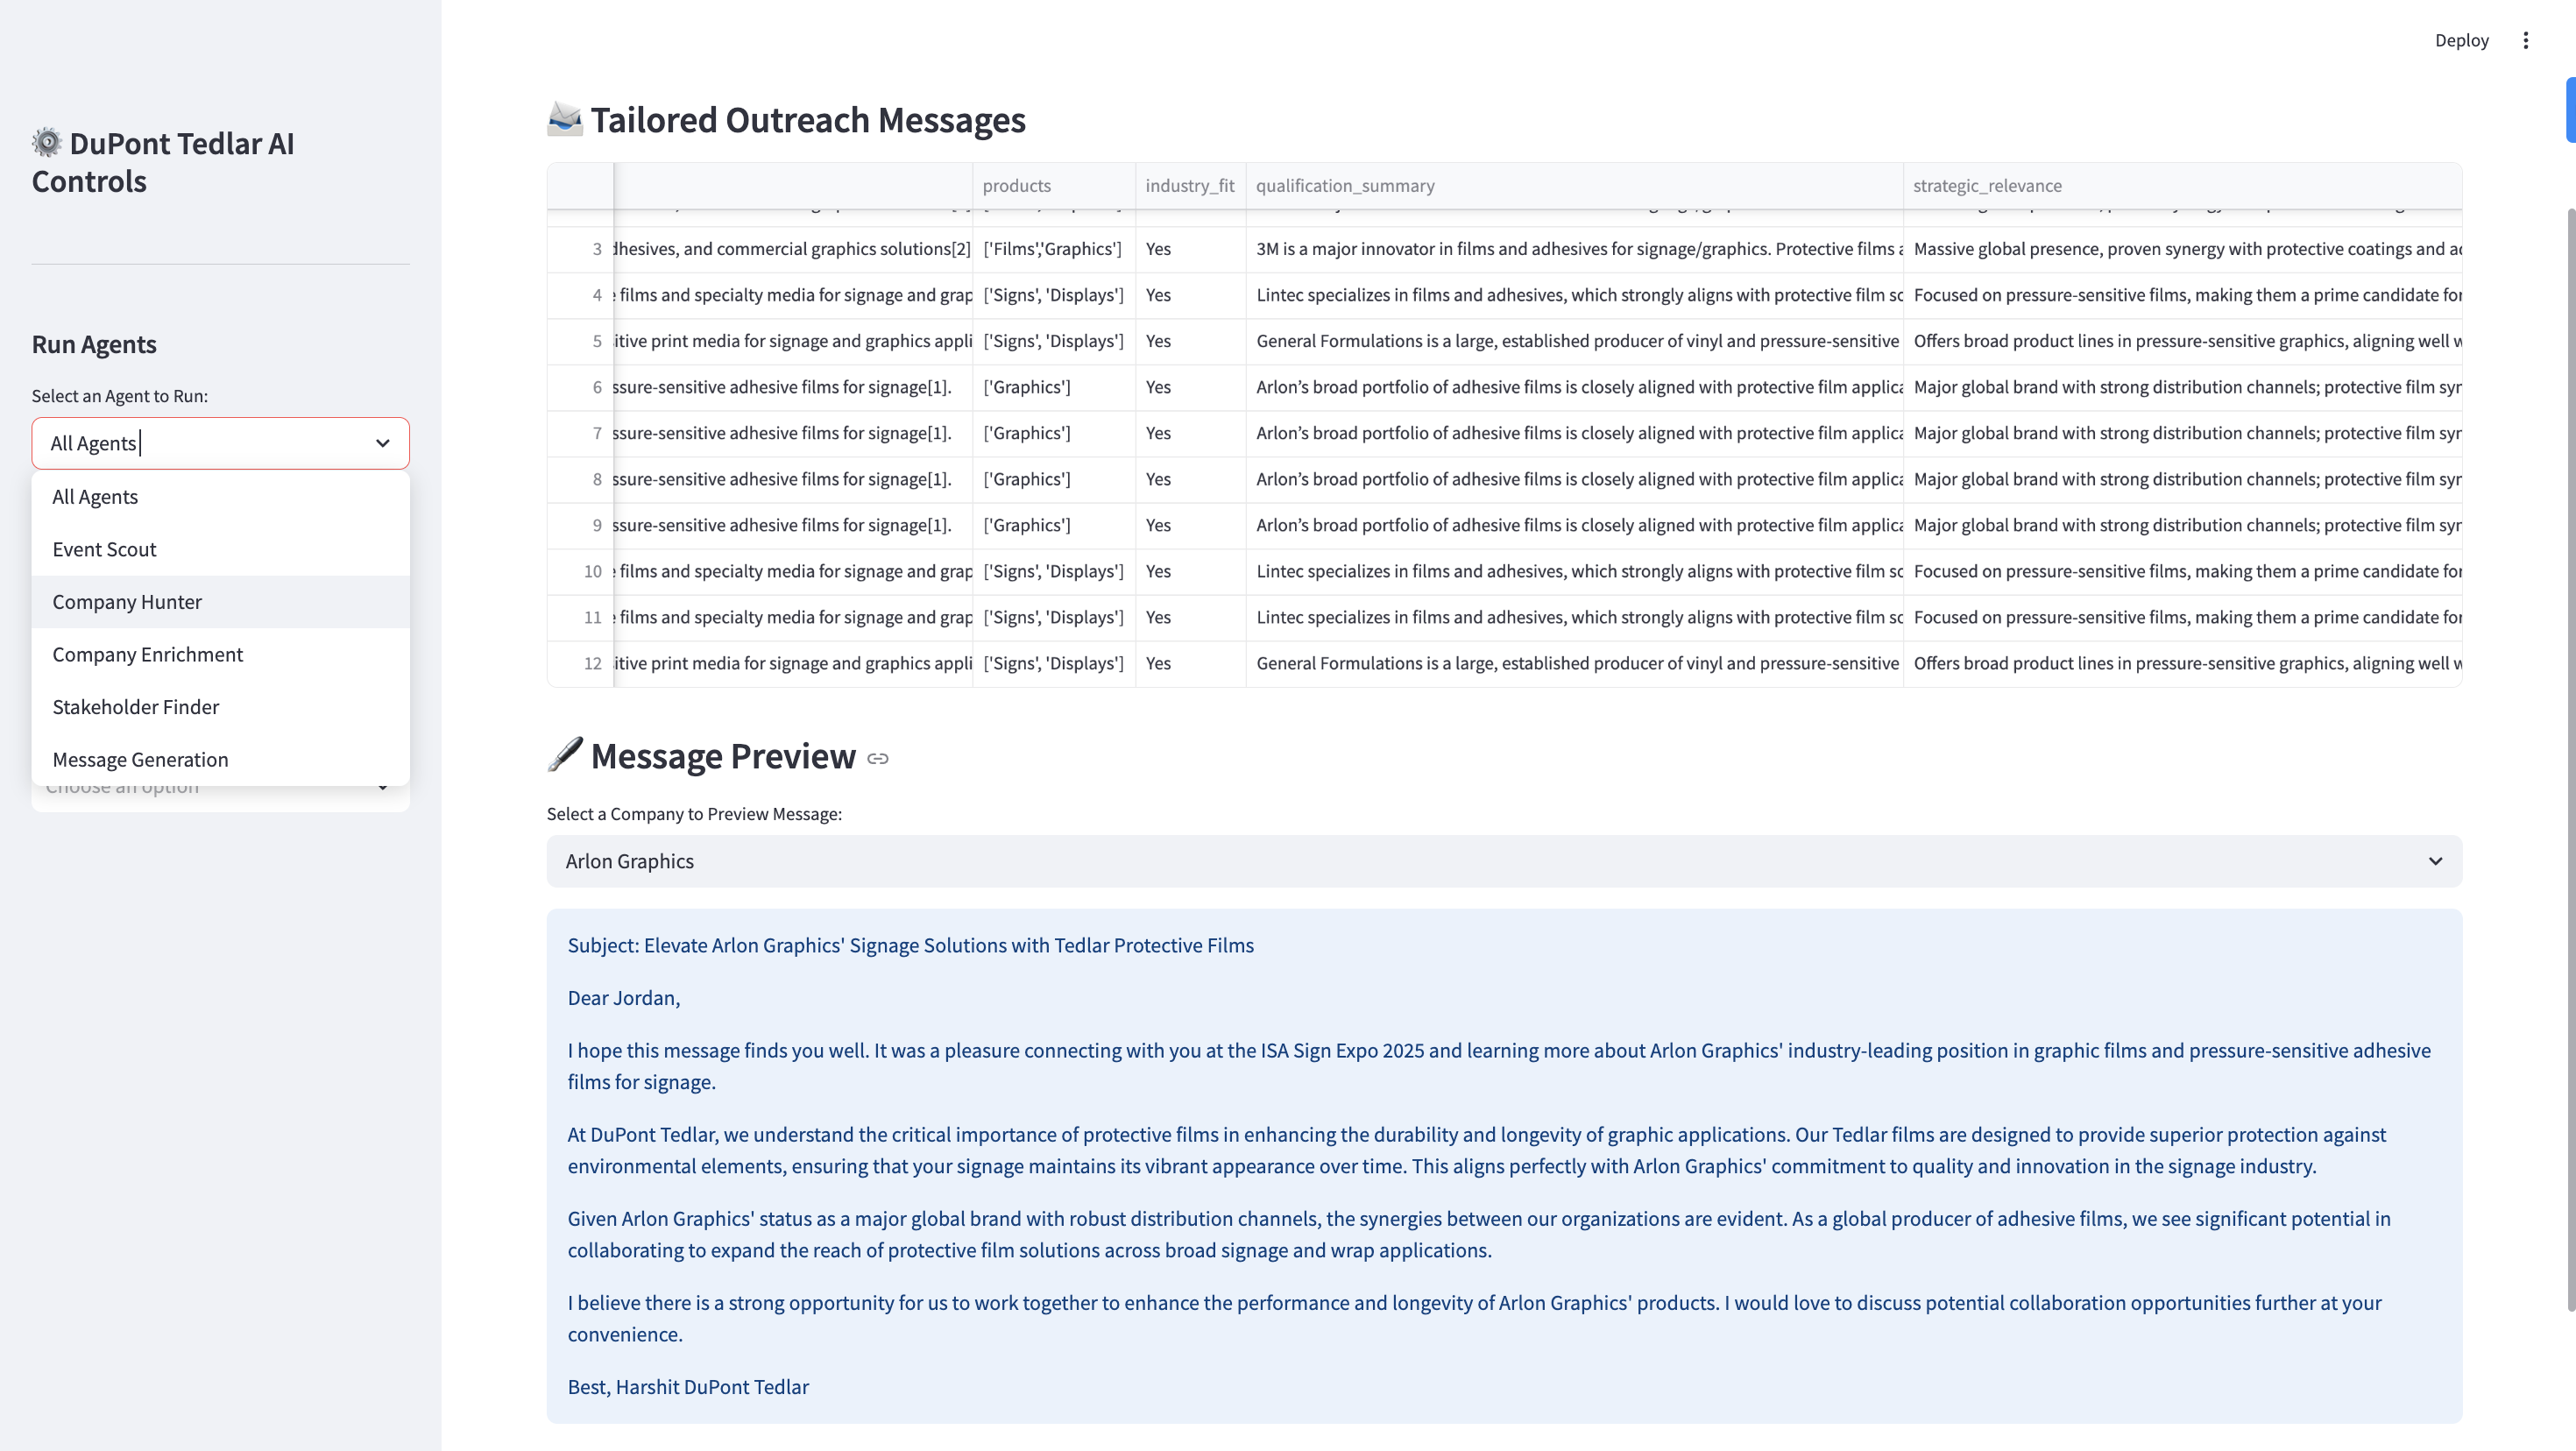 Deploy
DuPont Tedlar AI
Controls
Run Agents
Select an Agent to Run:
All Agents
All Agents
Event Scout
Company Hunter
Company Enrichment
Stakeholder Finder
Message Generation
Choose an option
Tailored Outreach Messages
products industry_fit qualification_summary strategic_relevance
3 dhesives, and commercial graphics solutions[2] ['Films''Graphics'] Yes 3M is a major innovator in films and adhesives for signage/graphics. Protective films Massive global presence, proven synergy with protective coatings and
4 films and specialty media for signage and grap ['Signs', 'Displays'] Yes Lintec specializes in films and adhesives, which strongly aligns with protective film sc Focused on pressure-sensitive films, making them a prime candidate for
5 itive print media for signage and graphics appli ['Signs', 'Displays'] Yes General Formulations is a large, established producer of vinyl and pressure-sensitive Offers broad product lines in pressure-sensitive graphics, aligning well w
6 ssure-sensitive adhesive films for signage[1]. ['Graphics'] Yes Arlon’s broad portfolio of adhesive films is closely aligned with protective film applica Major global brand with strong distribution channels; protective film syn
7 ssure-sensitive adhesive films for signage[1]. ['Graphics'] Yes Arlon’s broad portfolio of adhesive films is closely aligned with protective film applica Major global brand with strong distribution channels; protective film syn
8 ssure-sensitive adhesive films for signage[1]. ['Graphics'] Yes Arlon’s broad portfolio of adhesive films is closely aligned with protective film applica Major global brand with strong distribution channels; protective film syn
9 ssure-sensitive adhesive films for signage[1]. ['Graphics'] Yes Arlon’s broad portfolio of adhesive films is closely aligned with protective film applica Major global brand with strong distribution channels; protective film syn
10 films and specialty media for signage and grap ['Signs', 'Displays'] Yes Lintec specializes in films and adhesives, which strongly aligns with protective film sc Focused on pressure-sensitive films, making them a prime candidate for
11 films and specialty media for signage and grap ['Signs', 'Displays'] Yes Lintec specializes in films and adhesives, which strongly aligns with protective film sc Focused on pressure-sensitive films, making them a prime candidate for
12 itive print media for signage and graphics appli ['Signs', 'Displays'] Yes General Formulations is a large, established producer of vinyl and pressure-sensitive Offers broad product lines in pressure-sensitive graphics, aligning well w
Message Preview
Select a Company to Preview Message:
Arlon Graphics
Subject: Elevate Arlon Graphics' Signage Solutions with Tedlar Protective Films
Dear Jordan,
I hope this message finds you well. It was a pleasure connecting with you at the ISA Sign Expo 2025 and learning more about Arlon Graphics' industry-leading position in graphic films and pressure-sensitive adhesive
films for signage.
At DuPont Tedlar, we understand the critical importance of protective films in enhancing the durability and longevity of graphic applications. Our Tedlar films are designed to provide superior protection against
environmental elements, ensuring that your signage maintains its vibrant appearance over time. This aligns perfectly with Arlon Graphics' commitment to quality and innovation in the signage industry.
Given Arlon Graphics' status as a major global brand with robust distribution channels, the synergies between our organizations are evident. As a global producer of adhesive films, we see significant potential in
collaborating to expand the reach of protective film solutions across broad signage and wrap applications.
I believe there is a strong opportunity for us to work together to enhance the performance and longevity of Arlon Graphics' products. I would love to discuss potential collaboration opportunities further at your
convenience.
Best, Harshit DuPont Tedlar